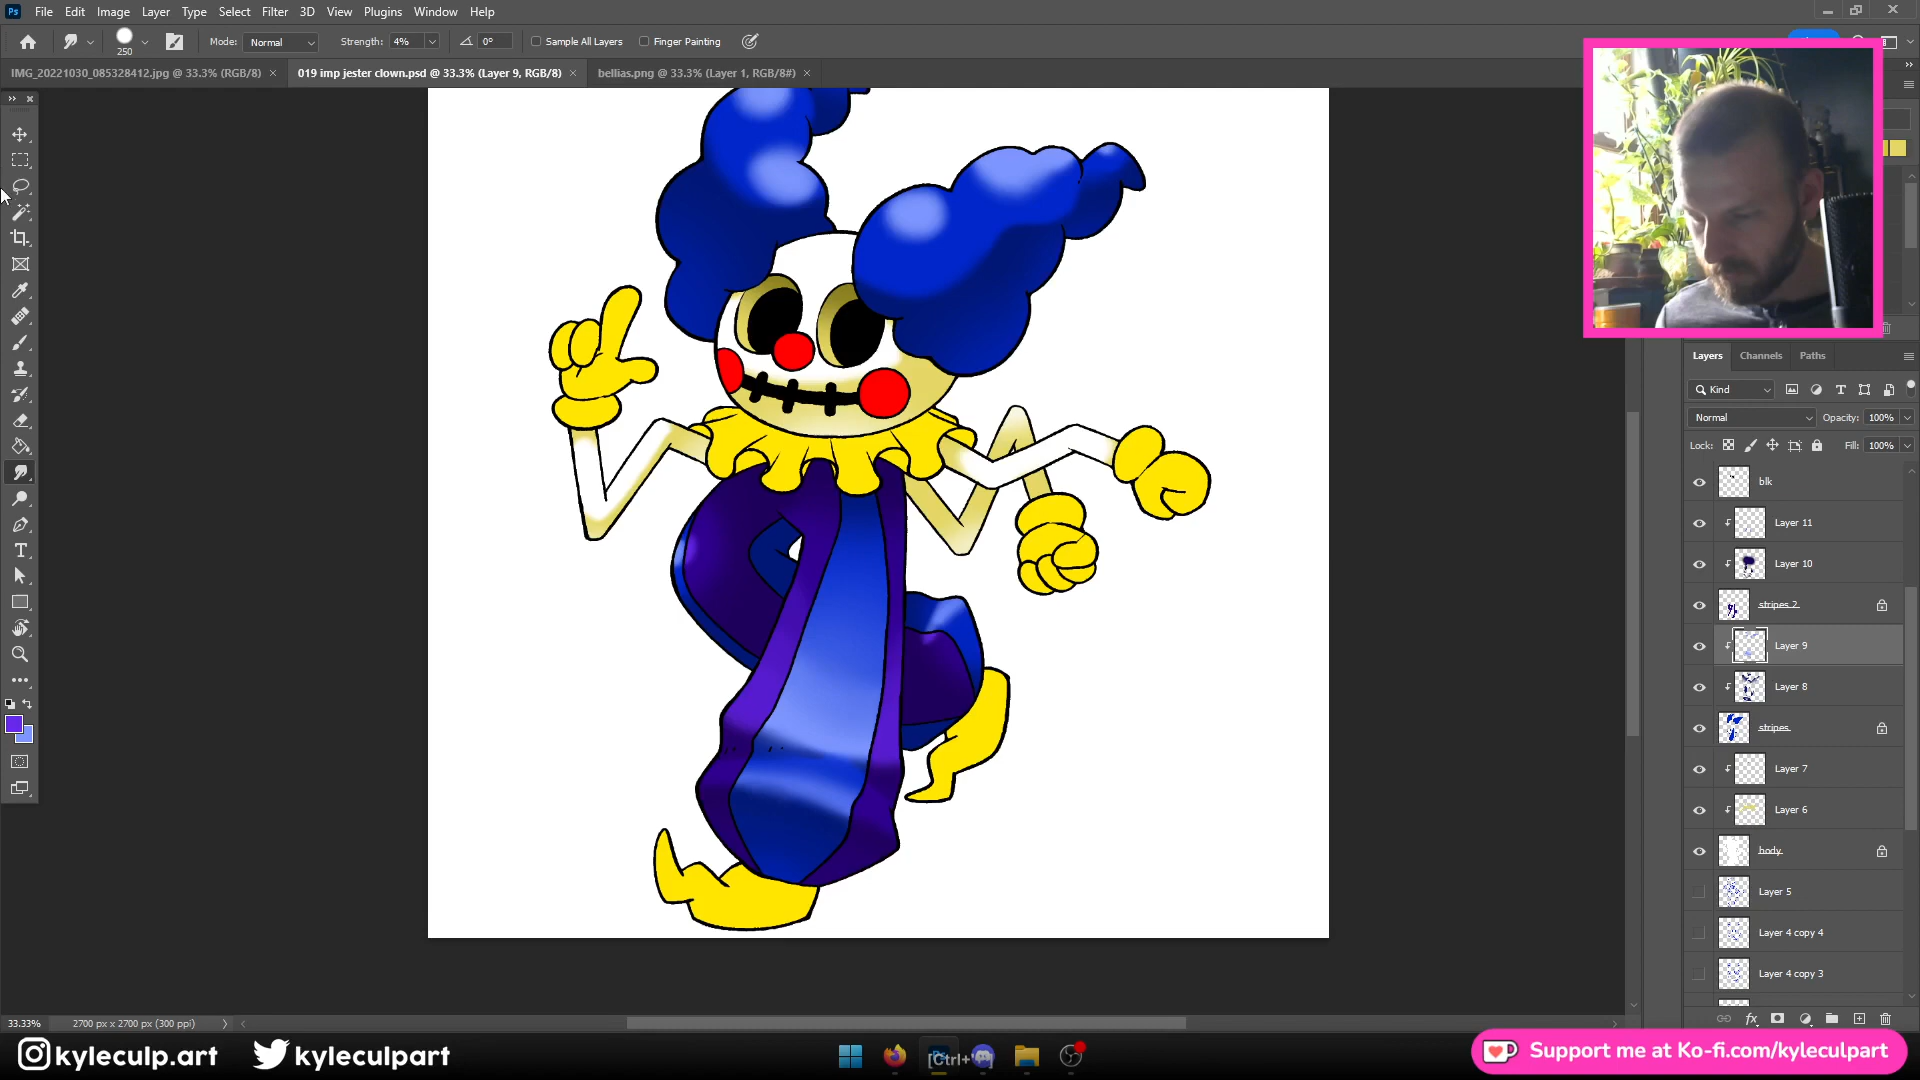 Ps File Edit Image Layer Type Select Filter 3D View Plugins Window Help
250 Mode: Normal Strength: 4% 0° Sample All Layers Finger Painting
IMG_20221030_085328412.jpg @ 33.3% (RGB/8) × 019 imp jester clown.psd @ 33.3% (Layer 9, RGB/8) × bellias.png @ 33.3% (Layer 1, RGB/8#) ×
Layers Channels Paths
Kind
Normal Opacity: 100%
Lock: Fill: 100%
blk
Layer 11
Layer 10
stripes 2
Layer 9
Layer 8
stripes
Layer 7
Layer 6
body
Layer 5
Layer 4 copy 4
Layer 4 copy 3
33.33% 2700 px x 2700 px (300 ppi)
kyleculp.art kyleculpart
Support me at Ko-fi.com/kyleculpart